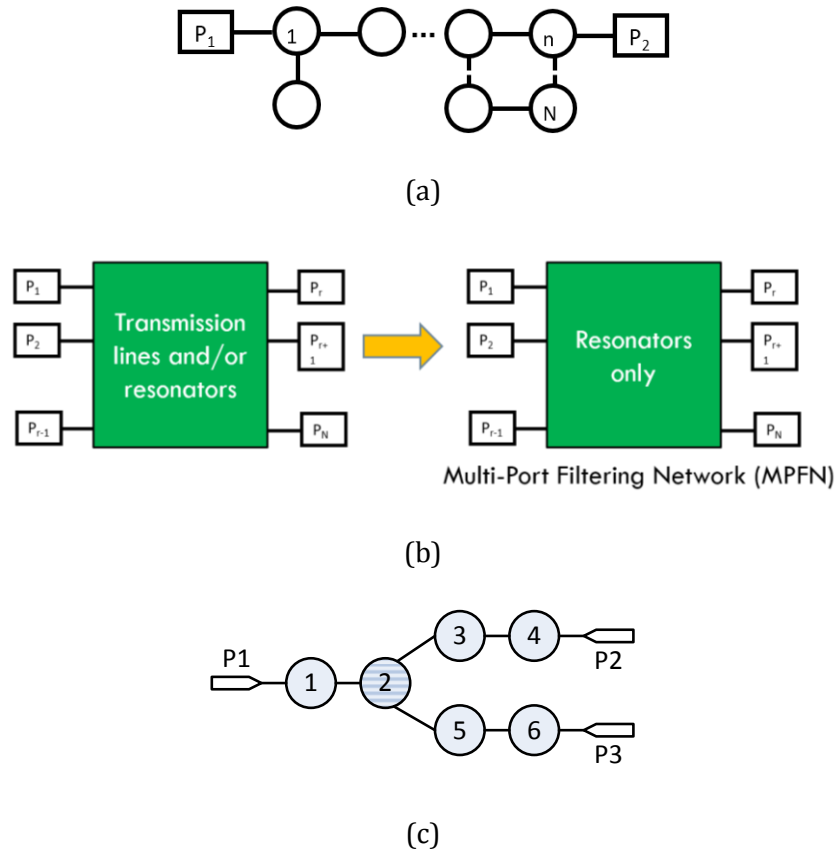 P1 1 ... n P2
N
(a)
P1 Pr P1 Pr
P2 Transmission lines and/or resonators Pr+1 P2 Resonators only Pr+1
Pr-1 PN Pr-1 PN
Multi-Port Filtering Network (MPFN)
(b)
3 4
P2
P1 1 2
5 6
P3
(c)